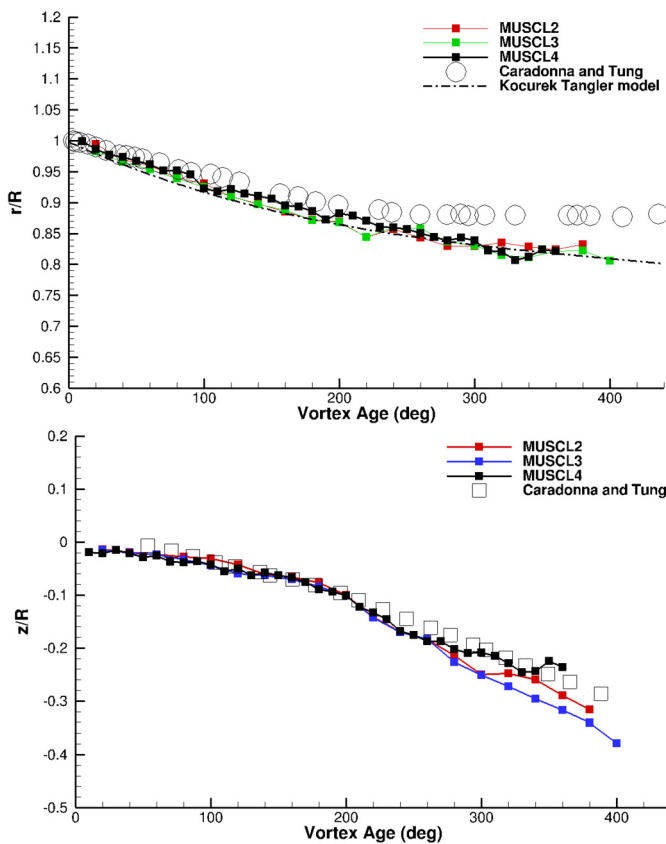 1.2
1.15
1.1
1.05
1
0.95
0.9
0.85
0.8
0.75
0.7
0.65
0.6
r/R
MUSCL2
MUSCL3
MUSCL4
Caradonna and Tung
Kocurek Tangler model
0 100 200 300 400
Vortex Age (deg)
0.2
0.1
0
-0.1
-0.2
-0.3
-0.4
-0.5
z/R
MUSCL2
MUSCL3
MUSCL4
Caradonna and Tung
0 100 200 300 400
Vortex Age (deg)